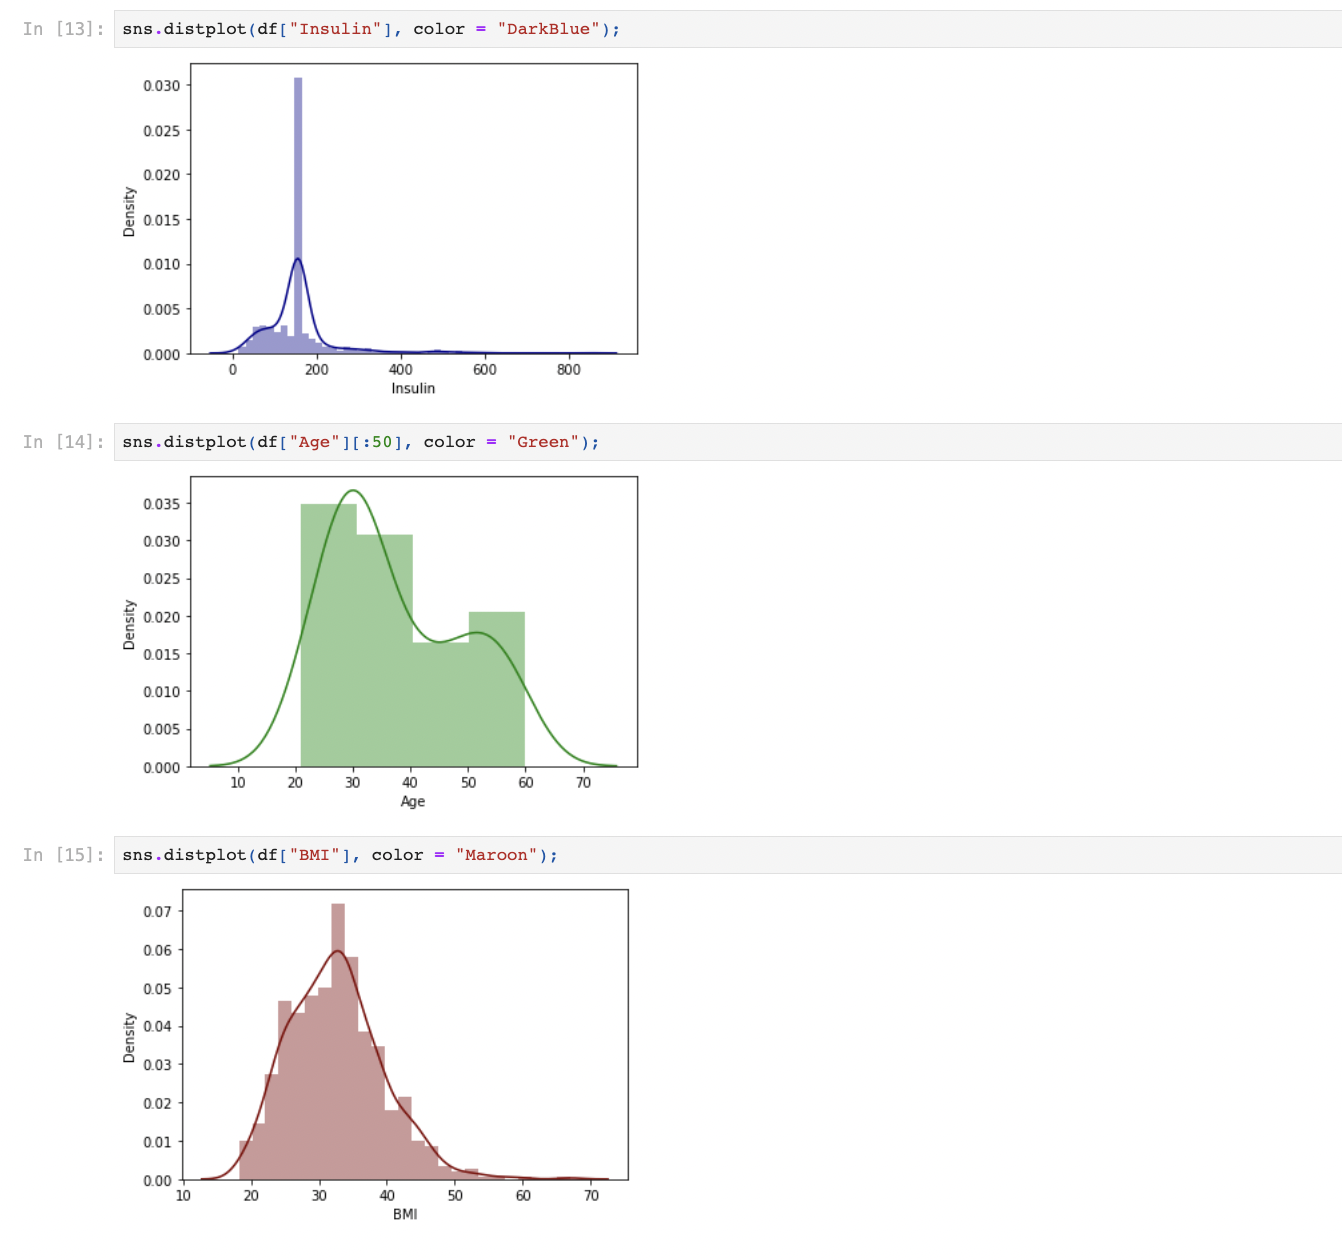 In [13]: sns.distplot(df["Insulin"], color = "DarkBlue");
0.030
0.025
0.020
0.015
0.010
0.005
0.000
Density
0 200 400 600 800
Insulin
In [14]: sns.distplot(df["Age"][:50], color = "Green");
0.035
0.030
0.025
0.020
0.015
0.010
0.005
0.000
Density
10 20 30 40 50 60 70
Age
In [15]: sns.distplot(df["BMI"], color = "Maroon");
0.07
0.06
0.05
0.04
0.03
0.02
0.01
0.00
Density
10 20 30 40 50 60 70
BMI